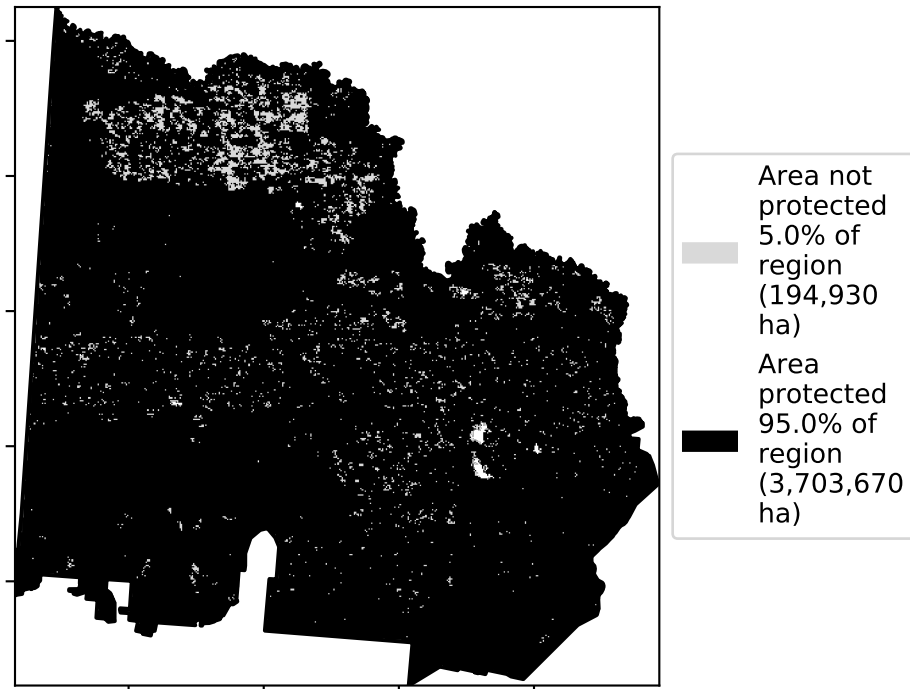 Area not
protected
5.0% of
region
(194,930
ha)
Area
protected
95.0% of
region
(3,703,670
ha)